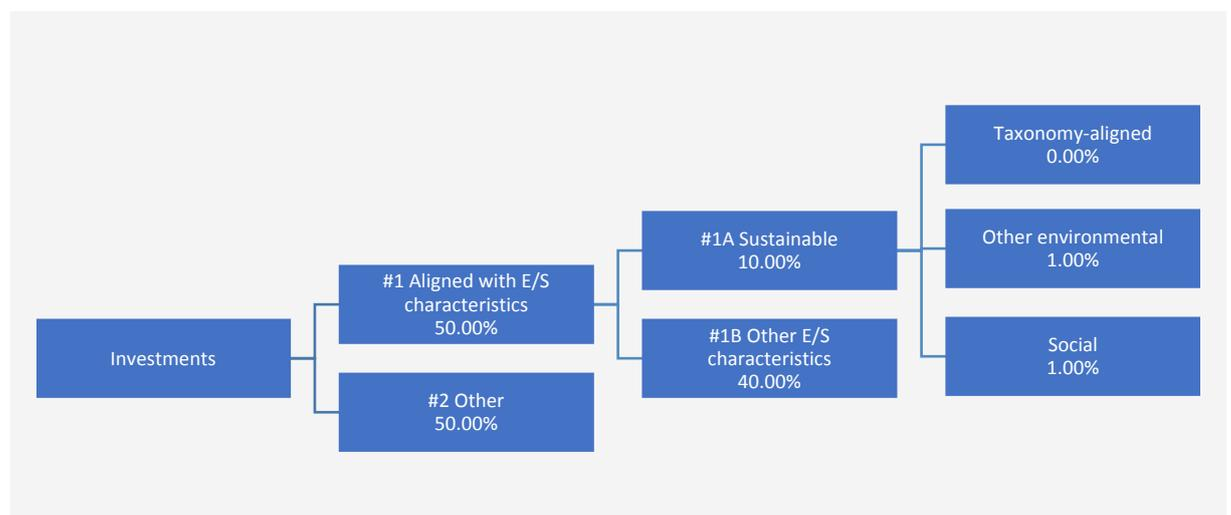 Investments
#1 Aligned with E/S
characteristics
50.00%
#2 Other
50.00%
#1A Sustainable
10.00%
#1B Other E/S
characteristics
40.00%
Taxonomy-aligned
0.00%
Other environmental
1.00%
Social
1.00%